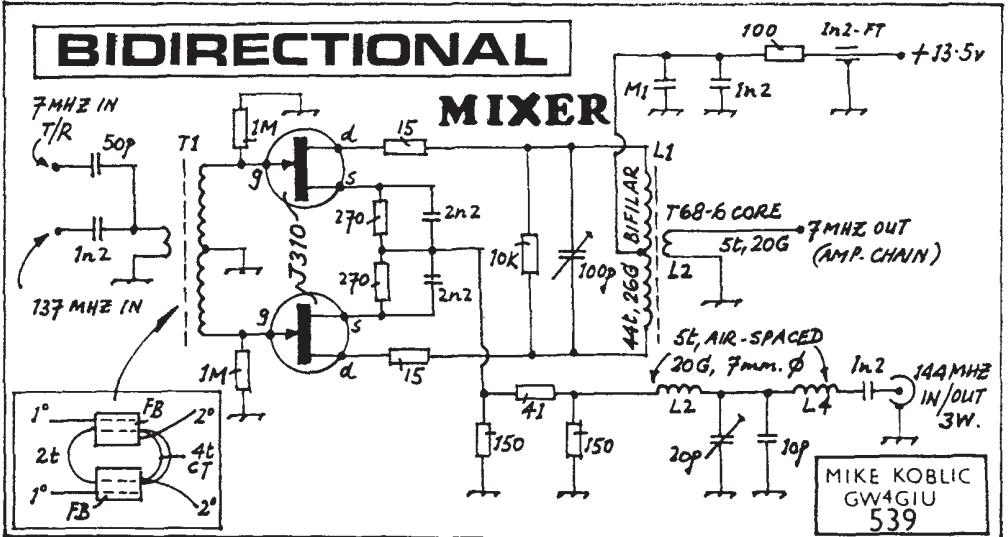 BIDIRECTIONAL
MIXER
7 MHZ IN
T/R
50p
1n2
137 MHZ IN
T1
1M
g
d
s
15
270
270
2n2
2n2
J310
g
s
d
1M
15
10K
100p
44t, 26G BIFILAR
L1
T68-6 CORE
5t, 20G
L2
7MHZ OUT
(AMP. CHAIN)
100
1n2-FT
+13·5v
M1
1n2
5t, AIR-SPACED
20G, 7mm. Ø
41
150
150
L2
L4
20p
10p
1n2
144MHZ
IN/OUT
3W.
1°
FB
2°
2t
4t
CT
1°
FB
2°
MIKE KOBLIC
GW4GIU
539